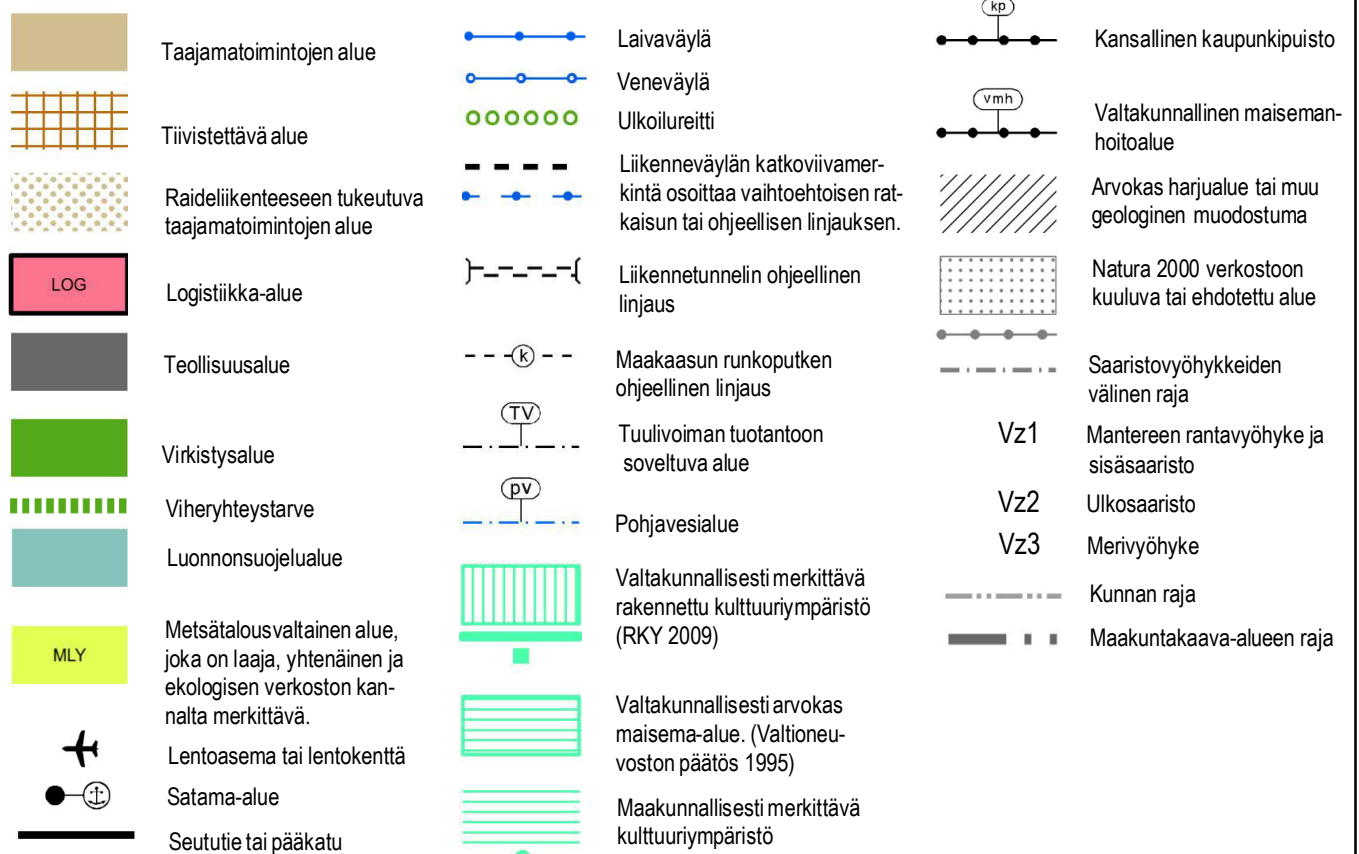 Taajamatoimintojen alue
Tiivistettävä alue
Raideliikenteeseen tukeutuva
taajamatoimintojen alue
LOG
Logistiikka-alue
Teollisuusalue
Virkistysalue
Viheryhteystarve
Luonnonsuojelualue
MLY
Metsätalousvaltainen alue,
joka on laaja, yhtenäinen ja
ekologisen verkoston kan-
nalta merkittävä.
Lentoasema tai lentokenttä
Satama-alue
Seututie tai pääkatu
Laivaväylä
Veneväylä
Ulkoilureitti
Liikenneväylän katkoviivamer-
kintä osoittaa vaihtoehtoisen rat-
kaisun tai ohjeellisen linjauksen.
Liikennetunnelin ohjeellinen
linjaus
k
Maakaasun runkoputken
ohjeellinen linjaus
TV
Tuulivoiman tuotantoon
soveltuva alue
pv
Pohjavesialue
Valtakunnallisesti merkittävä
rakennettu kulttuuriympäristö
(RKY 2009)
Valtakunnallisesti arvokas
maisema-alue. (Valtioneu-
voston päätös 1995)
Maakunnallisesti merkittävä
kulttuuriympäristö
kp
Kansallinen kaupunkipuisto
vmh
Valtakunnallinen maiseman-
hoitoalue
Arvokas harjualue tai muu
geologinen muodostuma
Natura 2000 verkostoon
kuuluva tai ehdotettu alue
Saaristovyöhykkeiden
välinen raja
Vz1 Mantereen rantavyöhyke ja
sisäsaaristo
Vz2 Ulkosaaristo
Vz3 Merivyöhyke
Kunnan raja
Maakuntakaava-alueen raja